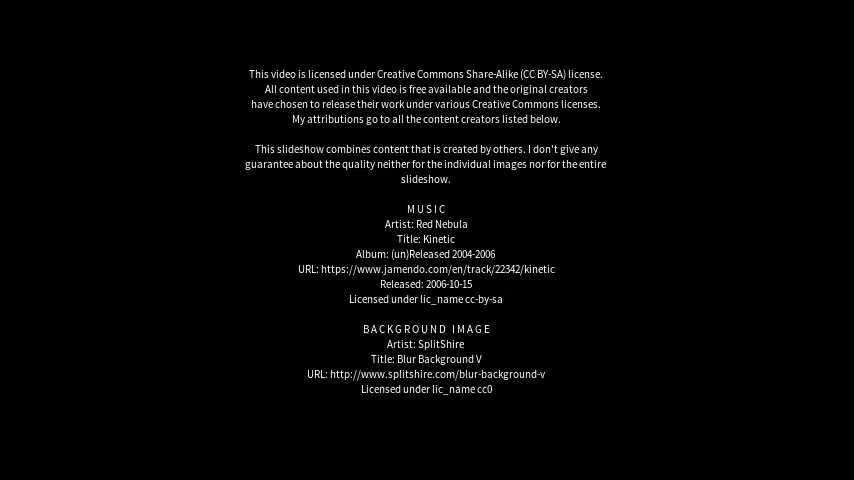 This video is licensed under Creative Commons Share-Alike (CC BY-SA) license.
All content used in this video is free available and the original creators
have chosen to release their work under various Creative Commons licenses.
My attributions go to all the content creators listed below.
This slideshow combines content that is created by others. I don't give any
guarantee about the quality neither for the individual images nor for the entire
slideshow.
MUSIC
Artist: Red Nebula
Title: Kinetic
Album: (un)Released 2004-2006
URL: https://www.jamendo.com/en/track/22342/kinetic
Released: 2006-10-15
Licensed under lic_name cc-by-sa
BACKGROUND IMAGE
Artist: SplitShire
Title: Blur Background V
URL: http://www.splitshire.com/blur-background-v
Licensed under lic_name cc0